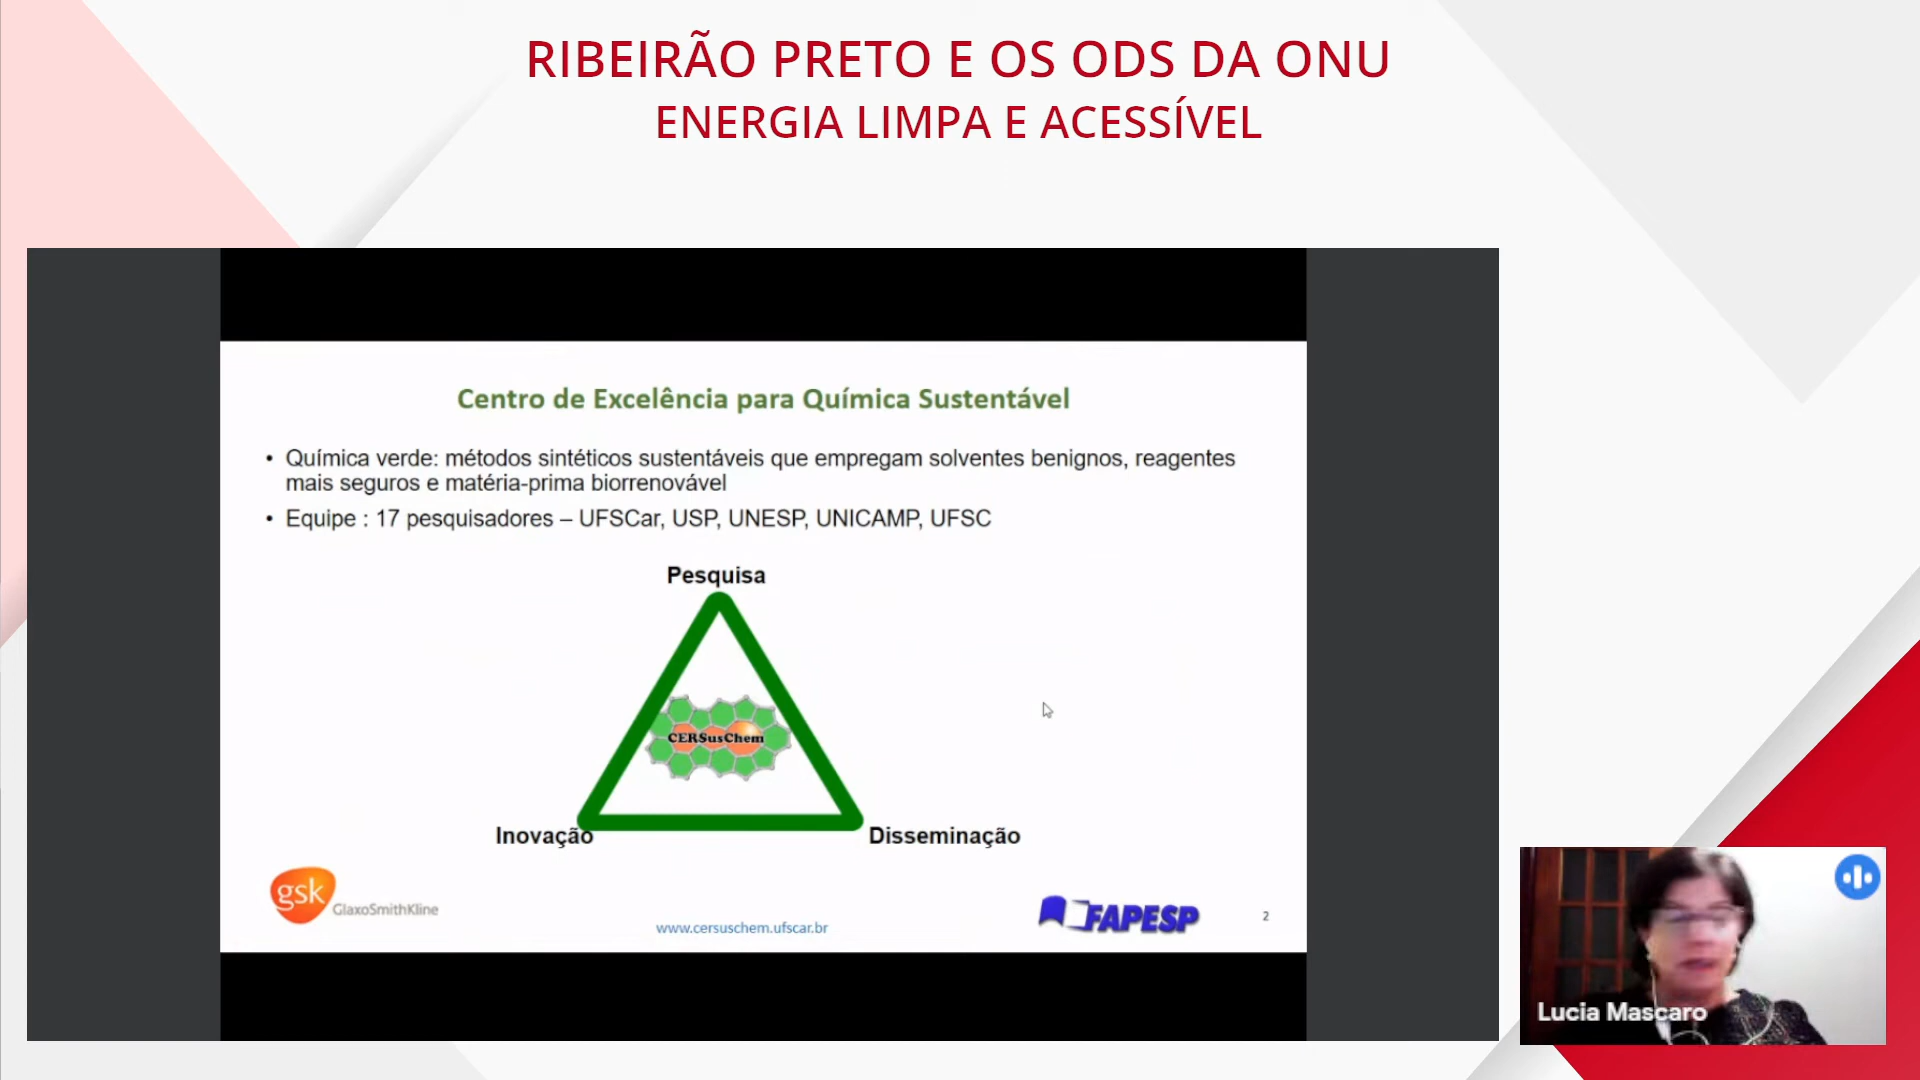 RIBEIRÃO PRETO E OS ODS DA ONU
ENERGIA LIMPA E ACESSÍVEL
Centro de Excelência para Química Sustentável
• Química verde: métodos sintéticos sustentáveis que empregam solventes benignos, reagentes
mais seguros e matéria-prima biorrenovável
• Equipe : 17 pesquisadores – UFSCar, USP, UNESP, UNICAMP, UFSC
Pesquisa
CERSusChem
Inovação
Disseminação
gsk
GlaxoSmithKline
www.cersuschem.ufscar.br
FAPESP
2
Lucia Mascaro